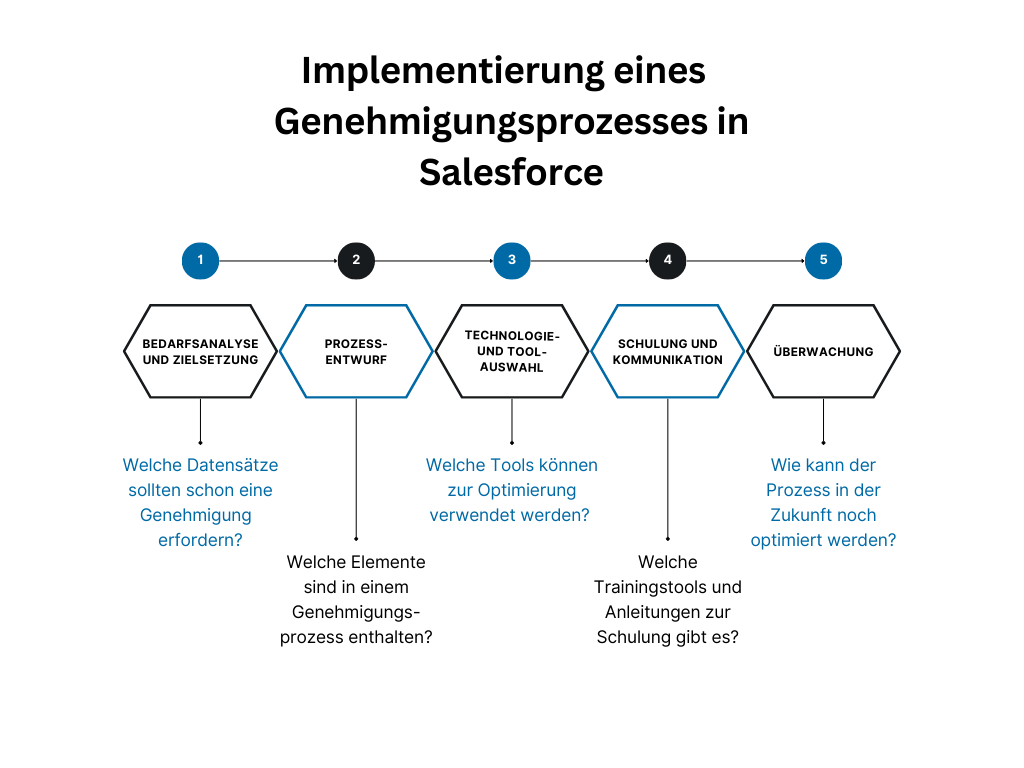 Implementierung eines
Genehmigungsprozesses in
Salesforce
1
2
3
4
5
BEDARFSANALYSE
UND ZIELSETZUNG
PROZESS-
ENTWURF
TECHNOLOGIE-
UND TOOL-
AUSWAHL
SCHULUNG UND
KOMMUNIKATION
ÜBERWACHUNG
Welche Datensätze
sollten schon eine
Genehmigung
erfordern?
Welche Elemente
sind in einem
Genehmigungs-
prozess enthalten?
Welche Tools können
zur Optimierung
verwendet werden?
Welche
Trainingstools und
Anleitungen zur
Schulung gibt es?
Wie kann der
Prozess in der
Zukunft noch
optimiert werden?